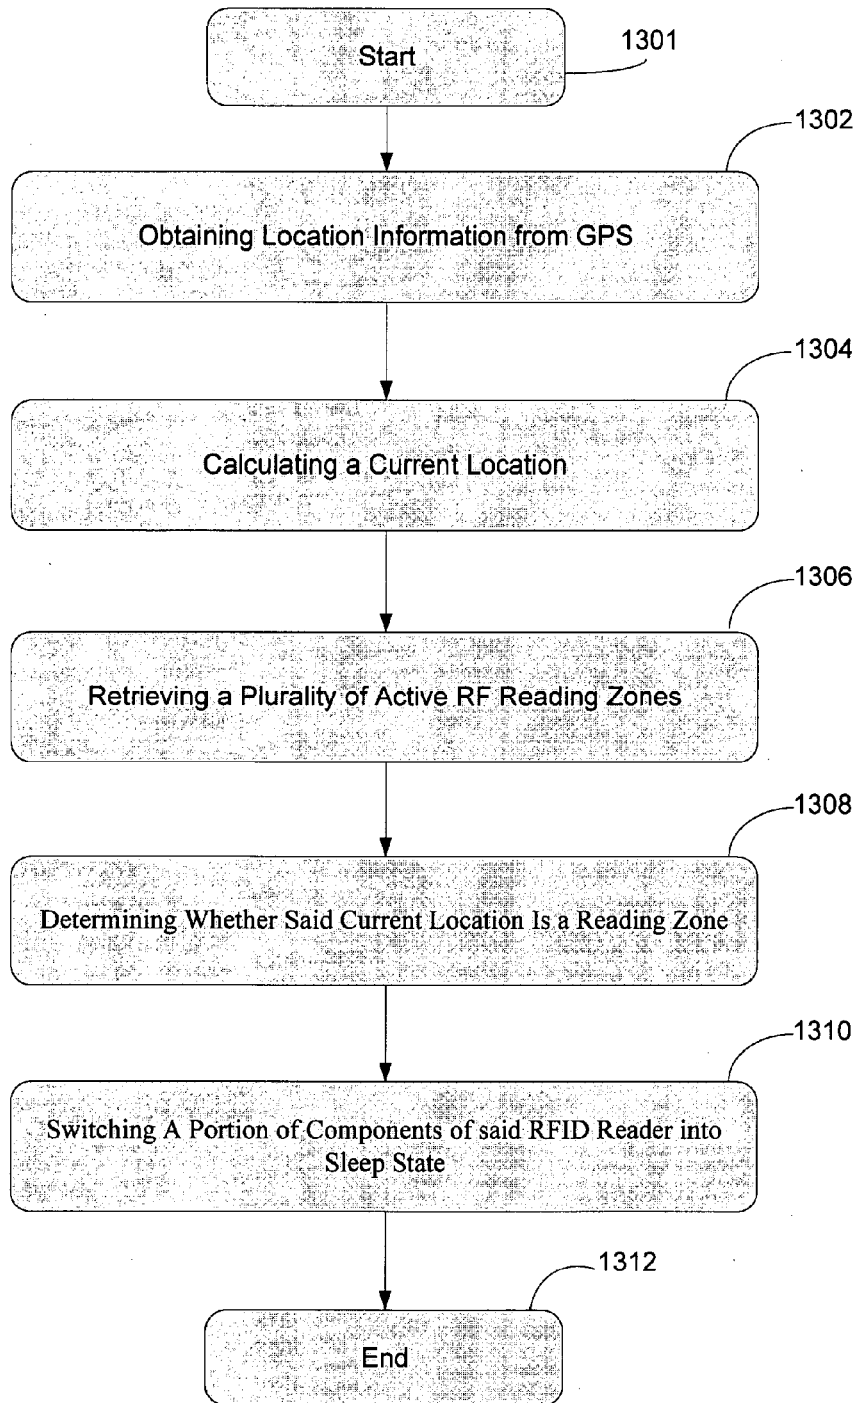 Start
1301
1302
Obtaining Location Information from GPS
1304
Calculating a Current Location
1306
Retrieving a Plurality of Active RF Reading Zones
1308
Determining Whether Said Current Location Is a Reading Zone
1310
Switching A Portion of Components of said RFID Reader into
Sleep State
1312
End